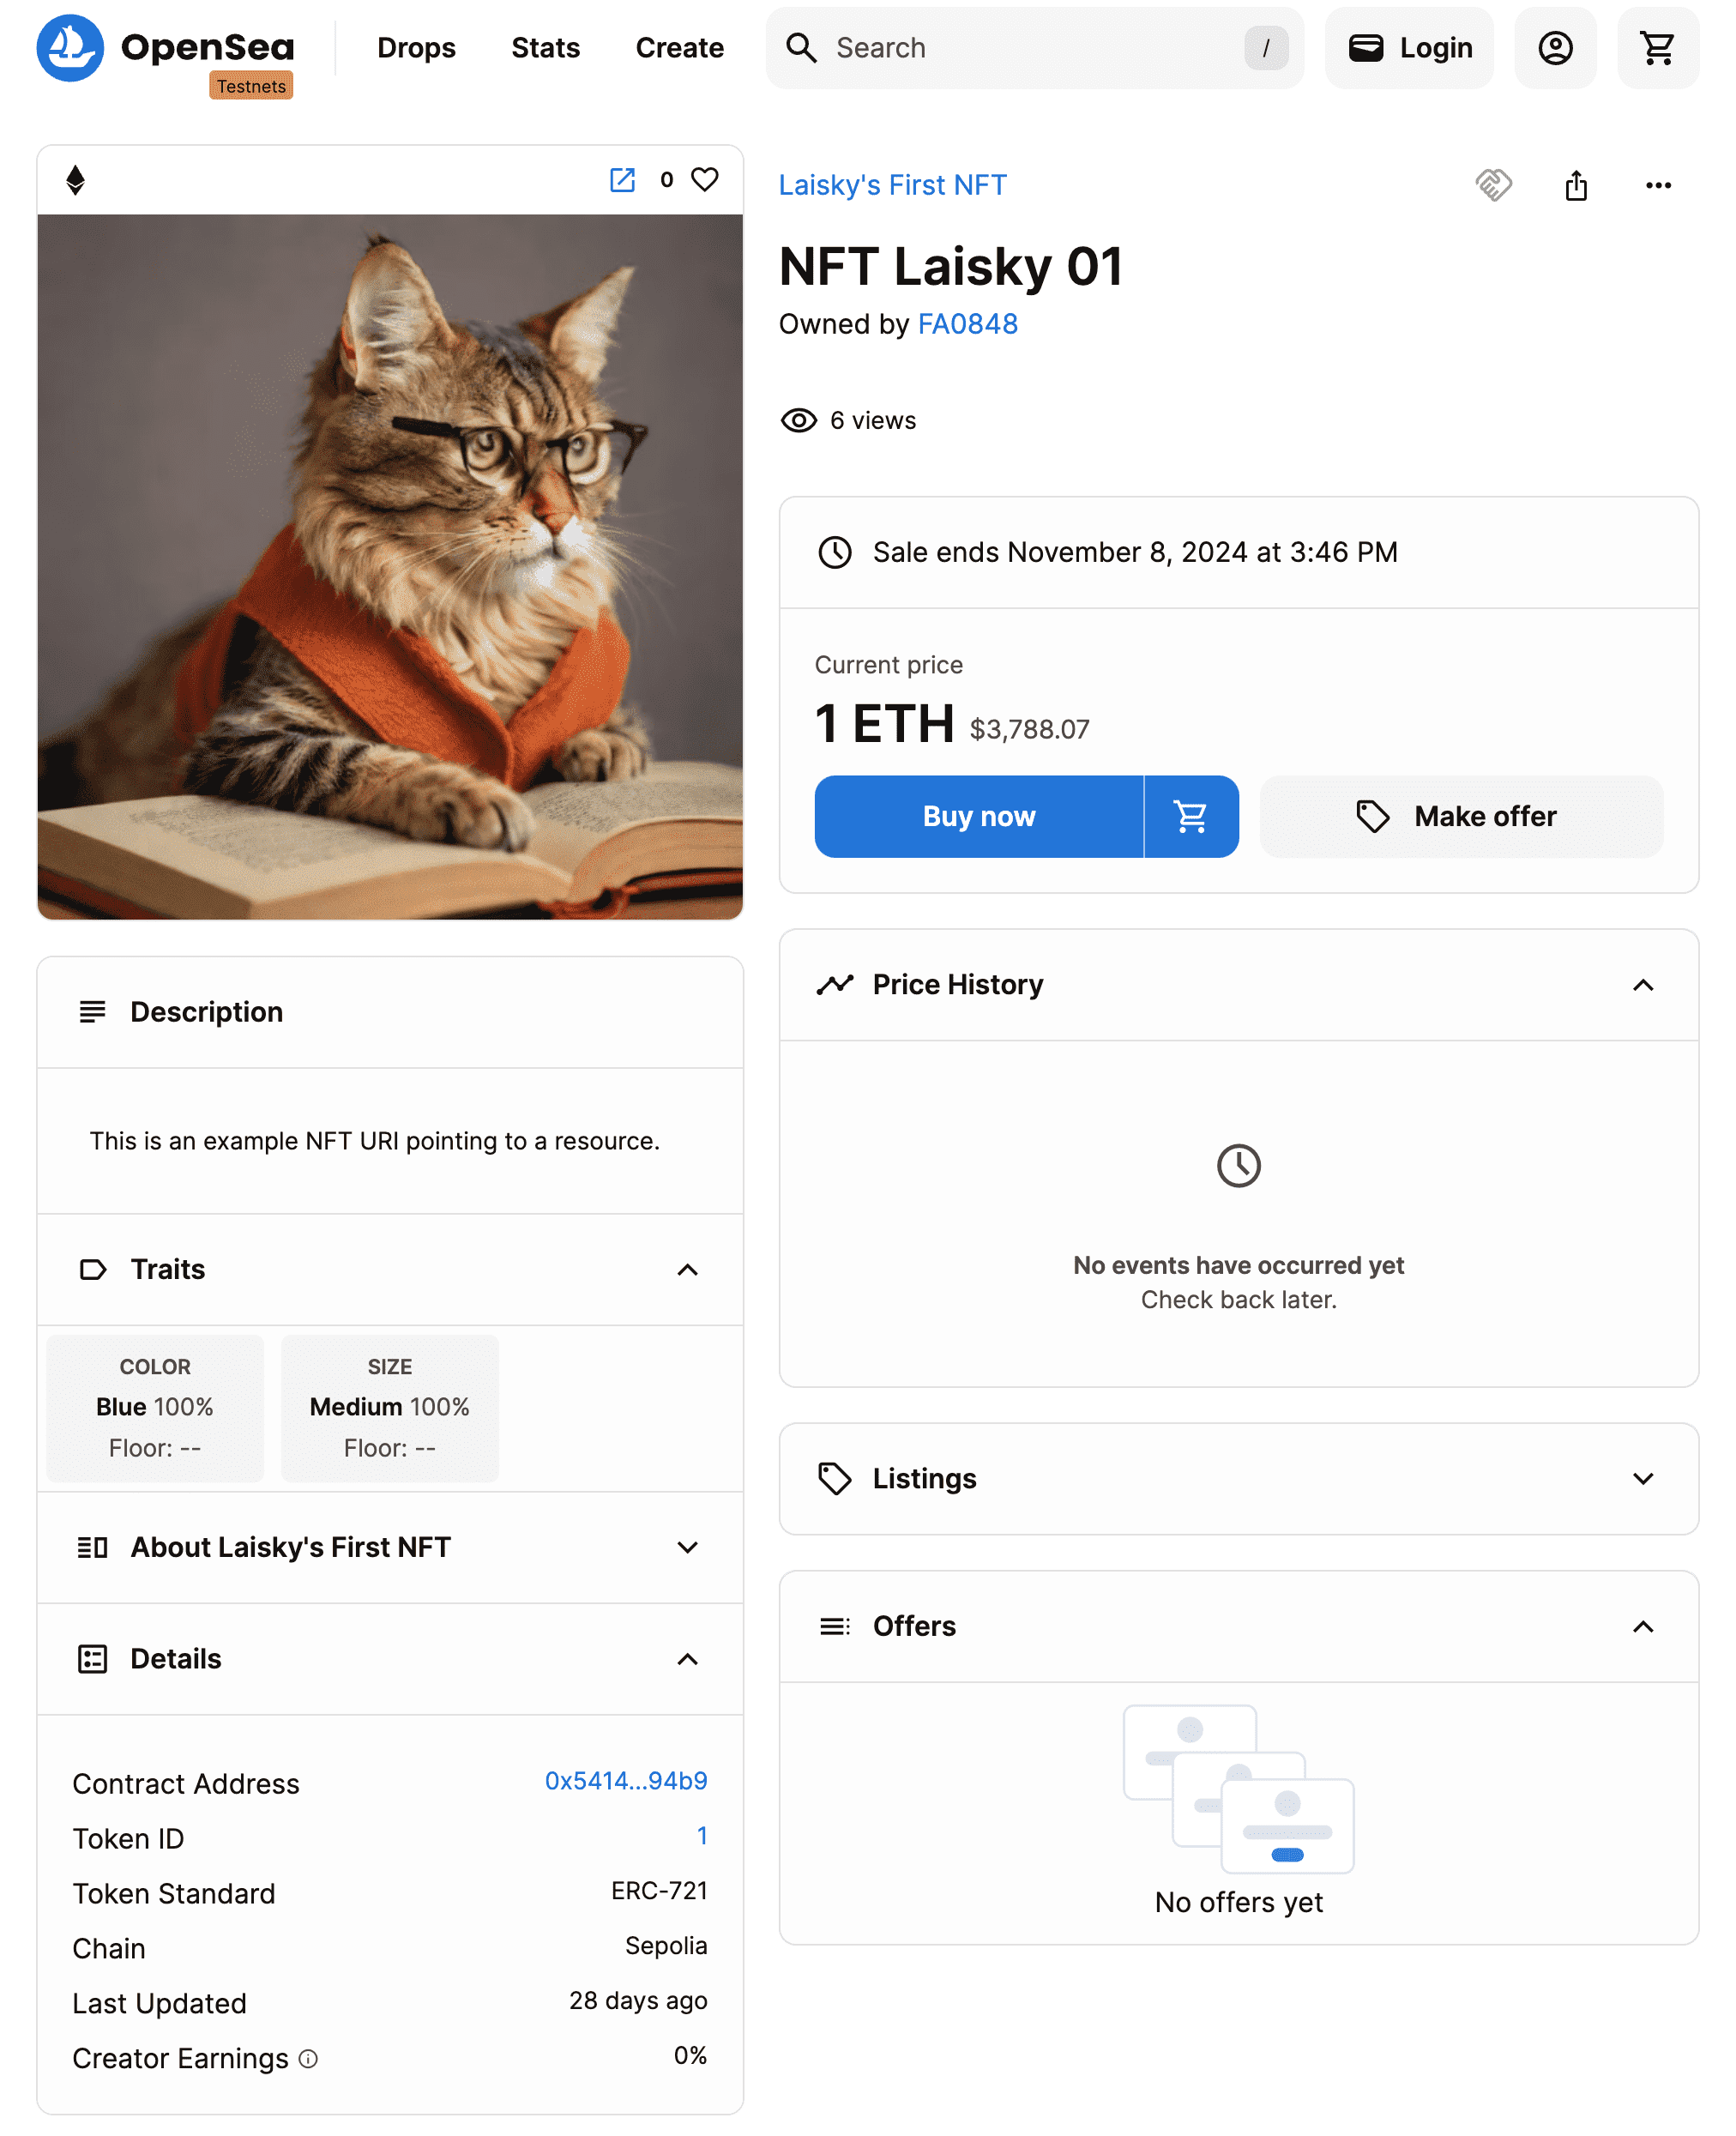 OpenSea
Testnets
Drops
Stats
Create
Search
/
Login
0
Laisky's First NFT
NFT Laisky 01
Owned by FA0848
6 views
Sale ends November 8, 2024 at 3:46 PM
Current price
1 ETH $3,788.07
Buy now
Make offer
Description
This is an example NFT URI pointing to a resource.
Traits
COLOR
Blue 100%
Floor: --
SIZE
Medium 100%
Floor: --
About Laisky's First NFT
Details
Contract Address 0x5414...94b9
Token ID 1
Token Standard ERC-721
Chain Sepolia
Last Updated 28 days ago
Creator Earnings 0%
Price History
No events have occurred yet
Check back later.
Listings
Offers
No offers yet